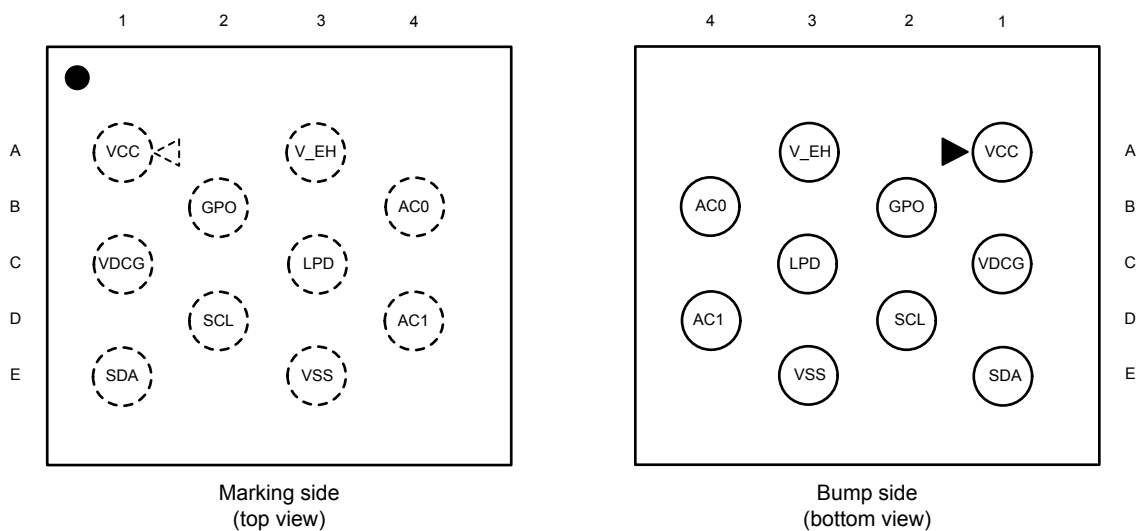 1 2 3 4
A VCC V_EH
B GPO AC0
C VDCG LPD
D SCL AC1
E SDA VSS
Marking side
(top view)
4 3 2 1
V_EH VCC A
AC0 GPO B
LPD VDCG C
AC1 SCL D
VSS SDA E
Bump side
(bottom view)